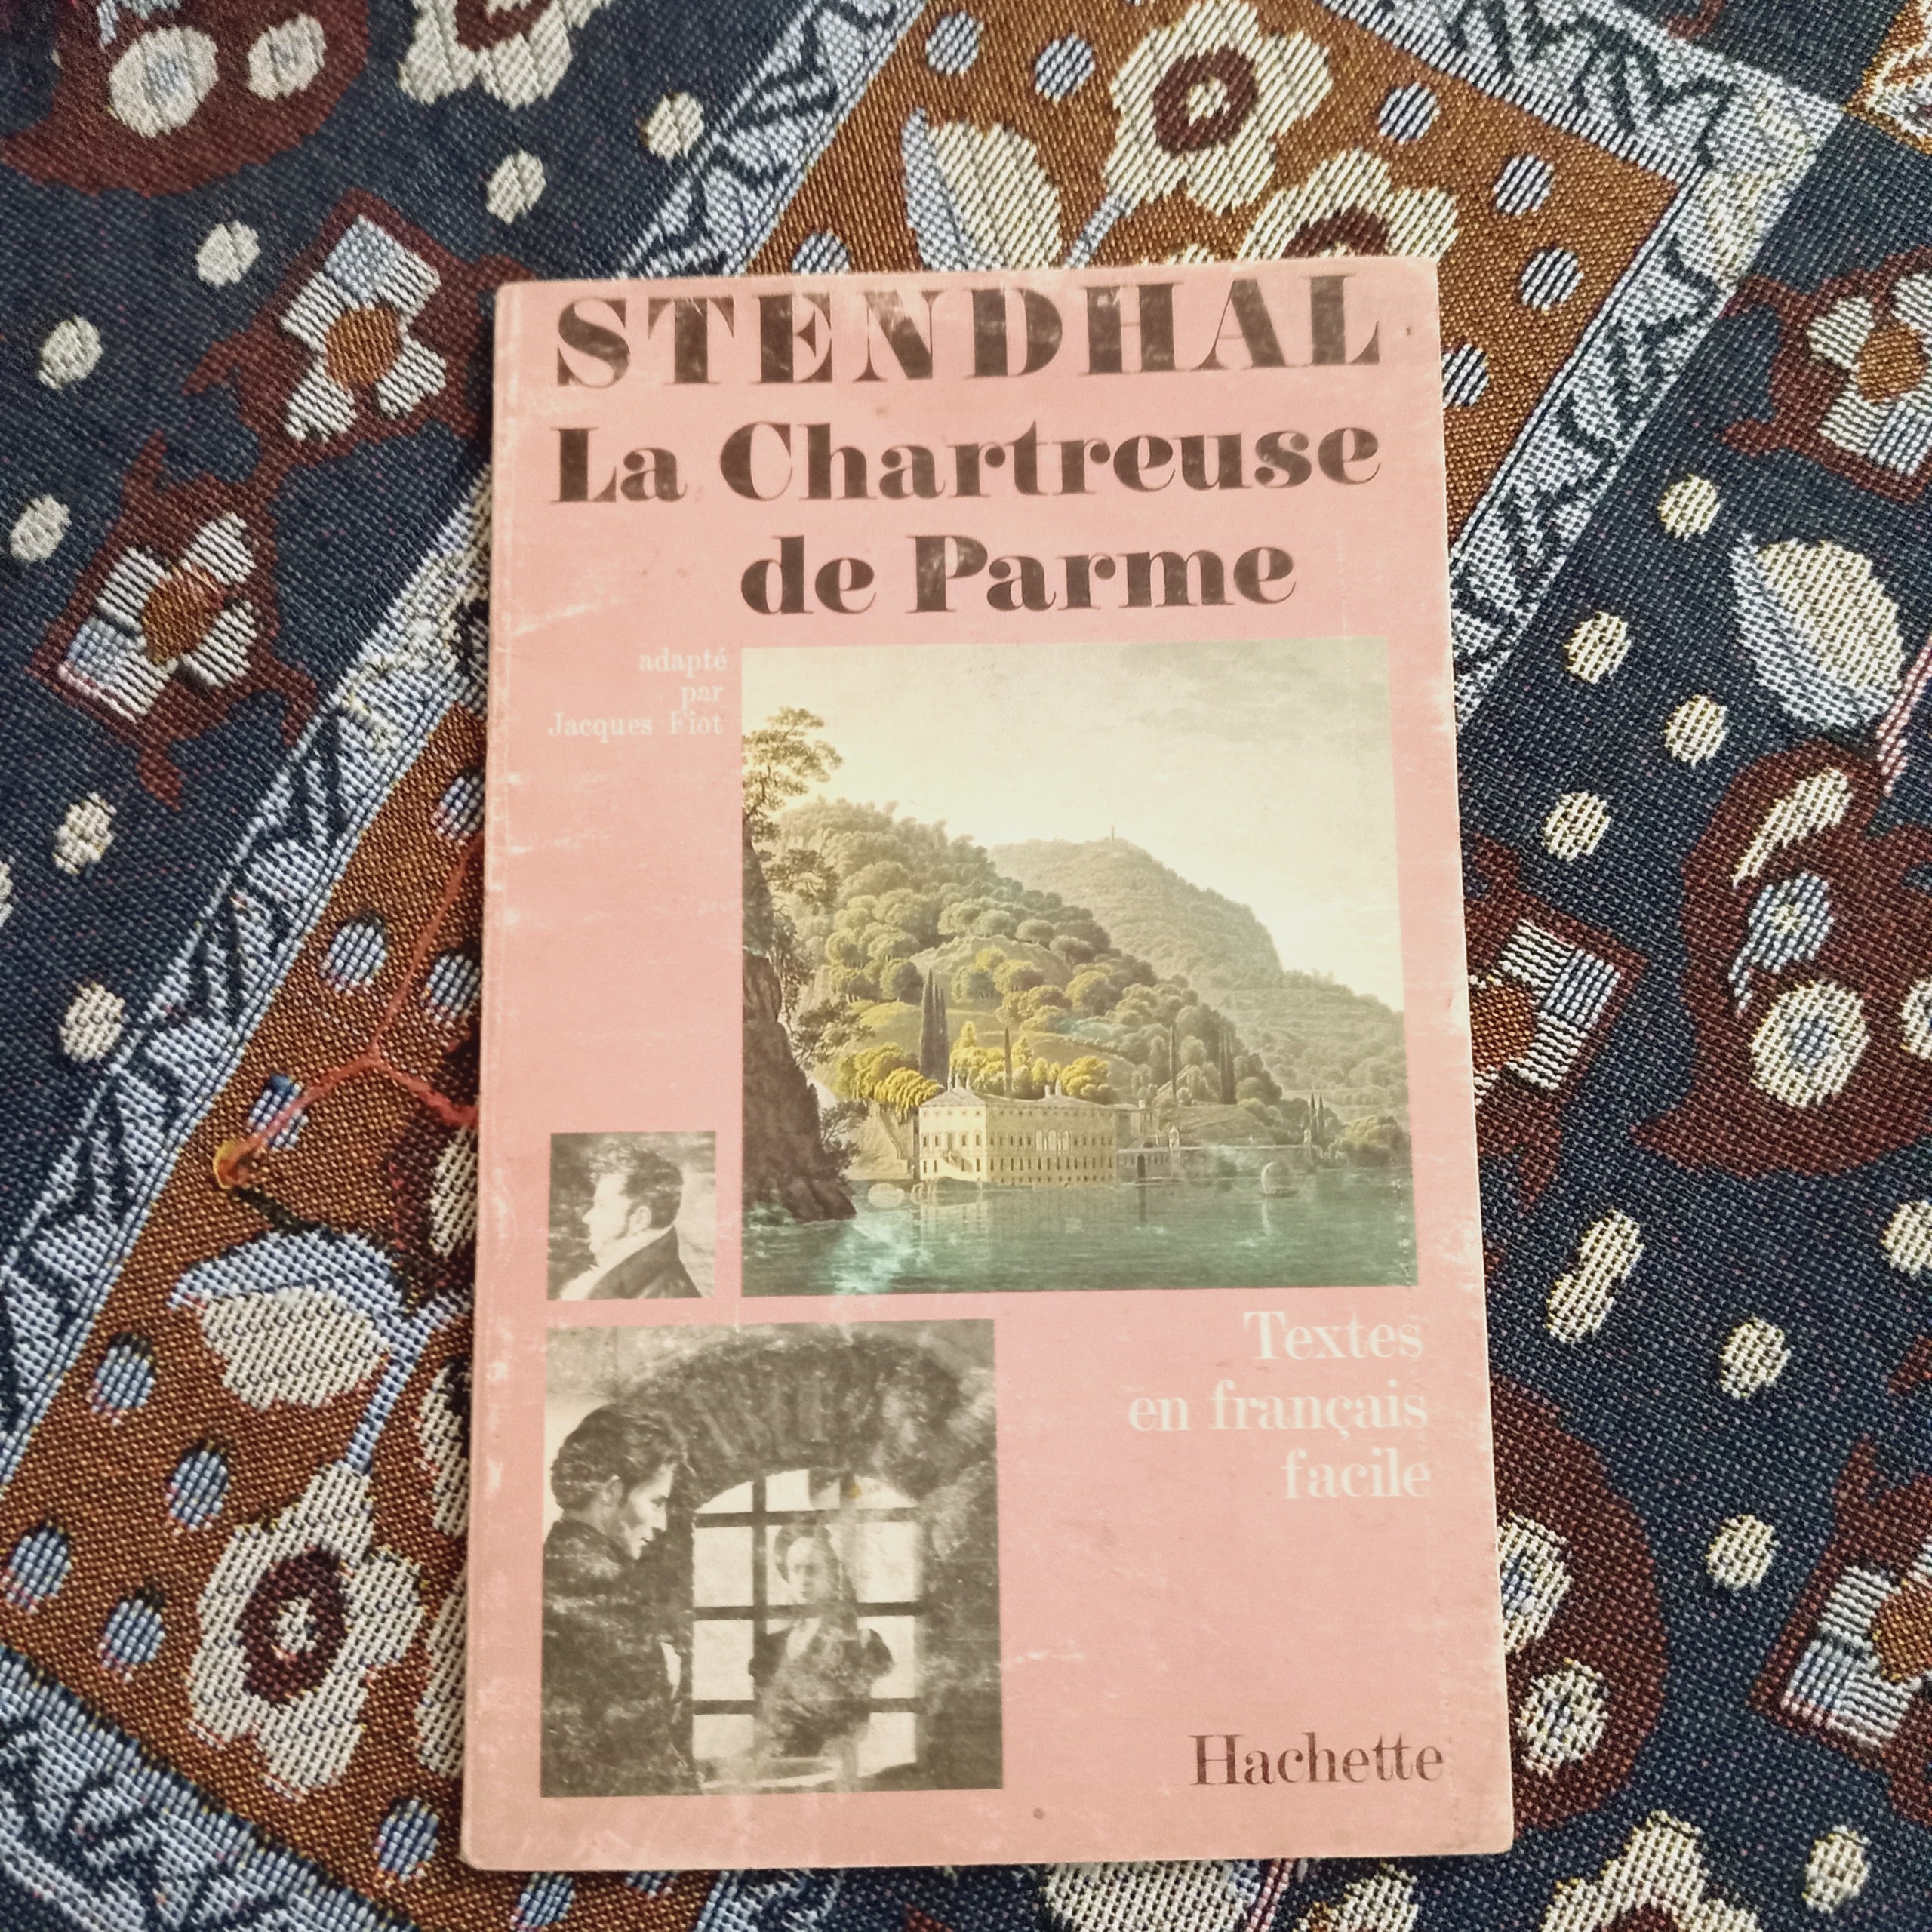 STENDHAL
La Chartreuse
de Parme
adapté
par
Jacques Fiot
Textes
en français
facile
Hachette